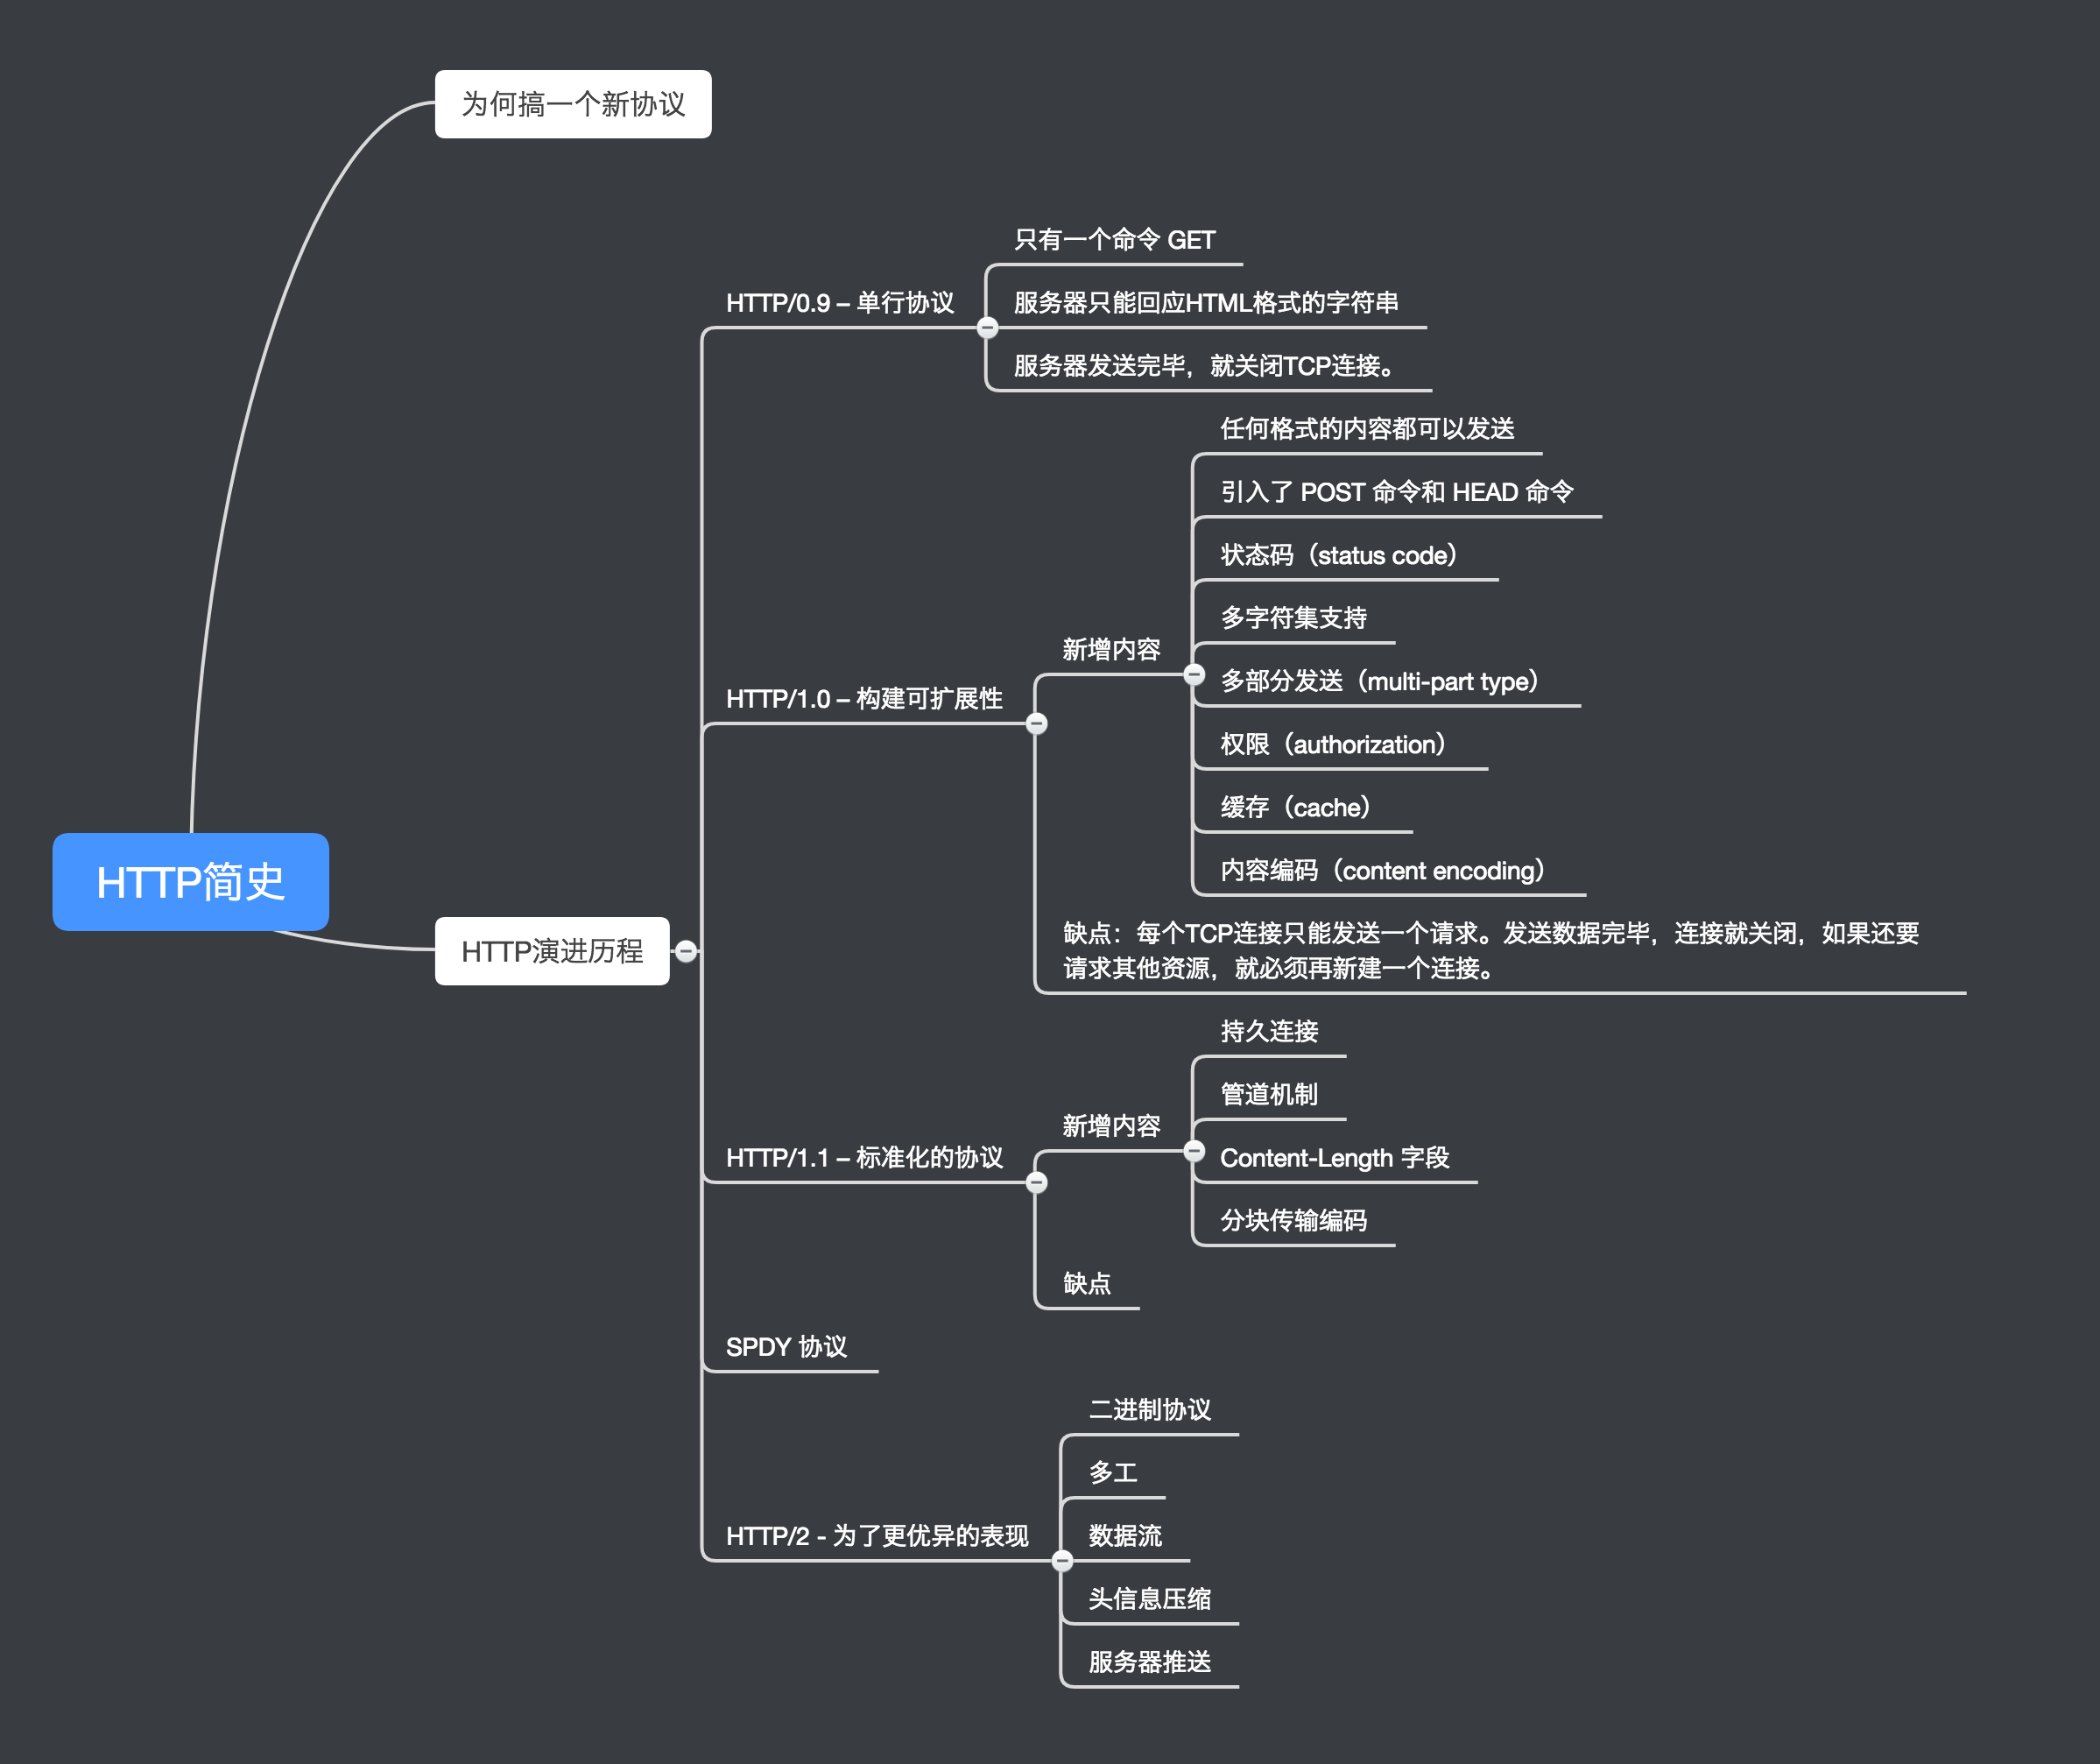 为何搞一个新协议
HTTP简史
HTTP演进历程
HTTP/0.9 – 单行协议
只有一个命令 GET
服务器只能回应HTML格式的字符串
服务器发送完毕，就关闭TCP连接。
HTTP/1.0 – 构建可扩展性
新增内容
任何格式的内容都可以发送
引入了 POST 命令和 HEAD 命令
状态码（status code）
多字符集支持
多部分发送（multi-part type）
权限（authorization）
缓存（cache）
内容编码（content encoding）
缺点：每个TCP连接只能发送一个请求。发送数据完毕，连接就关闭，如果还要
请求其他资源，就必须再新建一个连接。
HTTP/1.1 – 标准化的协议
新增内容
持久连接
管道机制
Content-Length 字段
分块传输编码
缺点
SPDY 协议
HTTP/2 - 为了更优异的表现
二进制协议
多工
数据流
头信息压缩
服务器推送